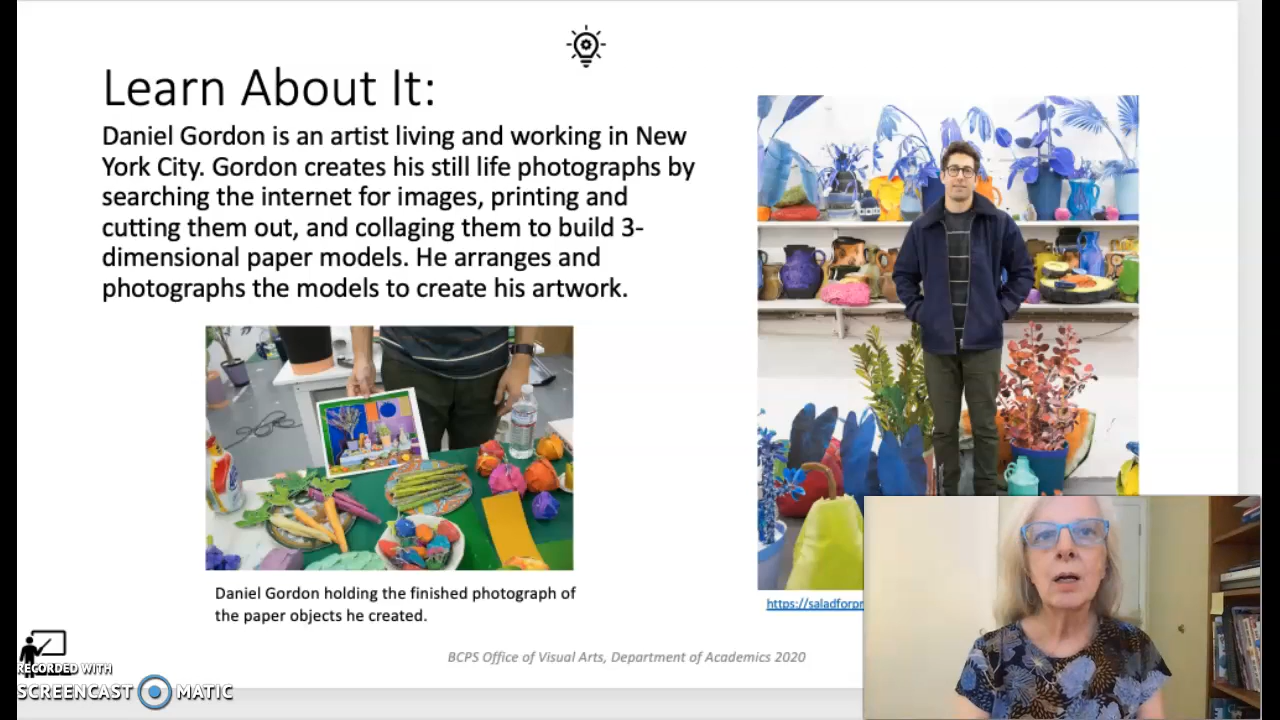 Learn About It:
Daniel Gordon is an artist living and working in New
York City. Gordon creates his still life photographs by
searching the internet for images, printing and
cutting them out, and collaging them to build 3-
dimensional paper models. He arranges and
photographs the models to create his artwork.
Daniel Gordon holding the finished photograph of
the paper objects he created.
https://saladforpr
BCPS Office of Visual Arts, Department of Academics 2020
RECORDED WITH
SCREENCAST MATIC